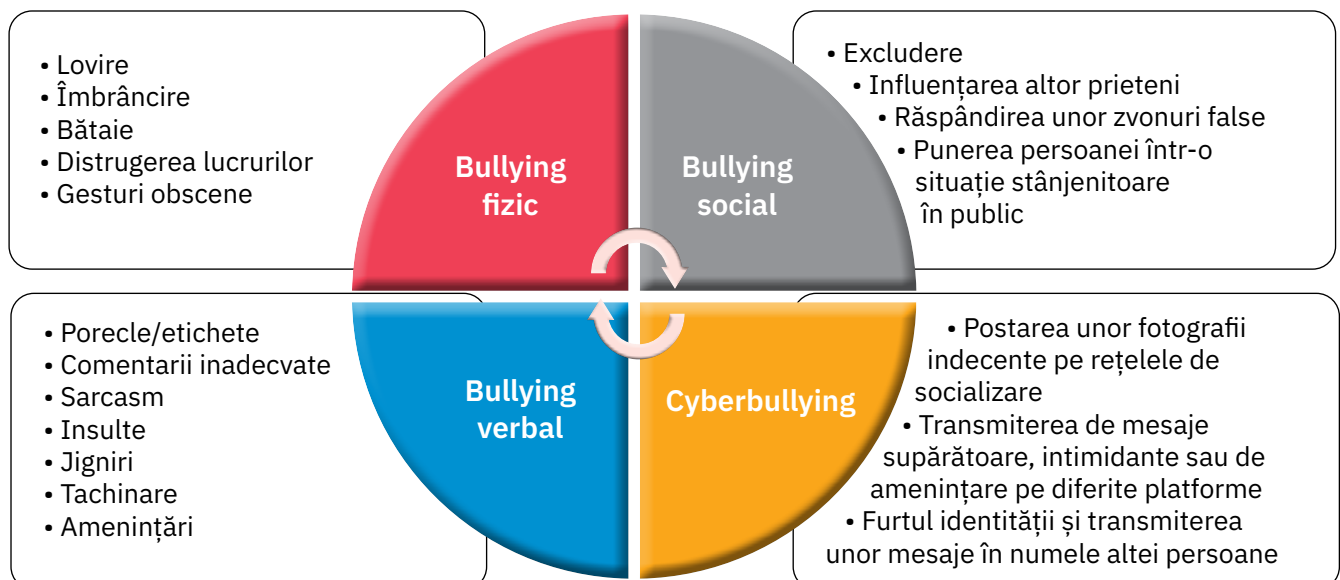 • Lovire
• Îmbrâncire
• Bătaie
• Distrugerea lucrurilor
• Gesturi obscene
Bullying
fizic
Bullying
social
• Excludere
• Influențarea altor prieteni
• Răspândirea unor zvonuri false
• Punerea persoanei într-o
situație stânjenitoare
în public
• Porecle/etichete
• Comentarii inadecvate
• Sarcasm
• Insulte
• Jigniri
• Tachinare
• Amenințări
Bullying
verbal
Cyberbullying
• Postarea unor fotografii
indecente pe rețelele de
socializare
• Transmiterea de mesaje
supărătoare, intimidante sau de
amenințare pe diferite platforme
• Furtul identității și transmiterea
unor mesaje în numele altei persoane